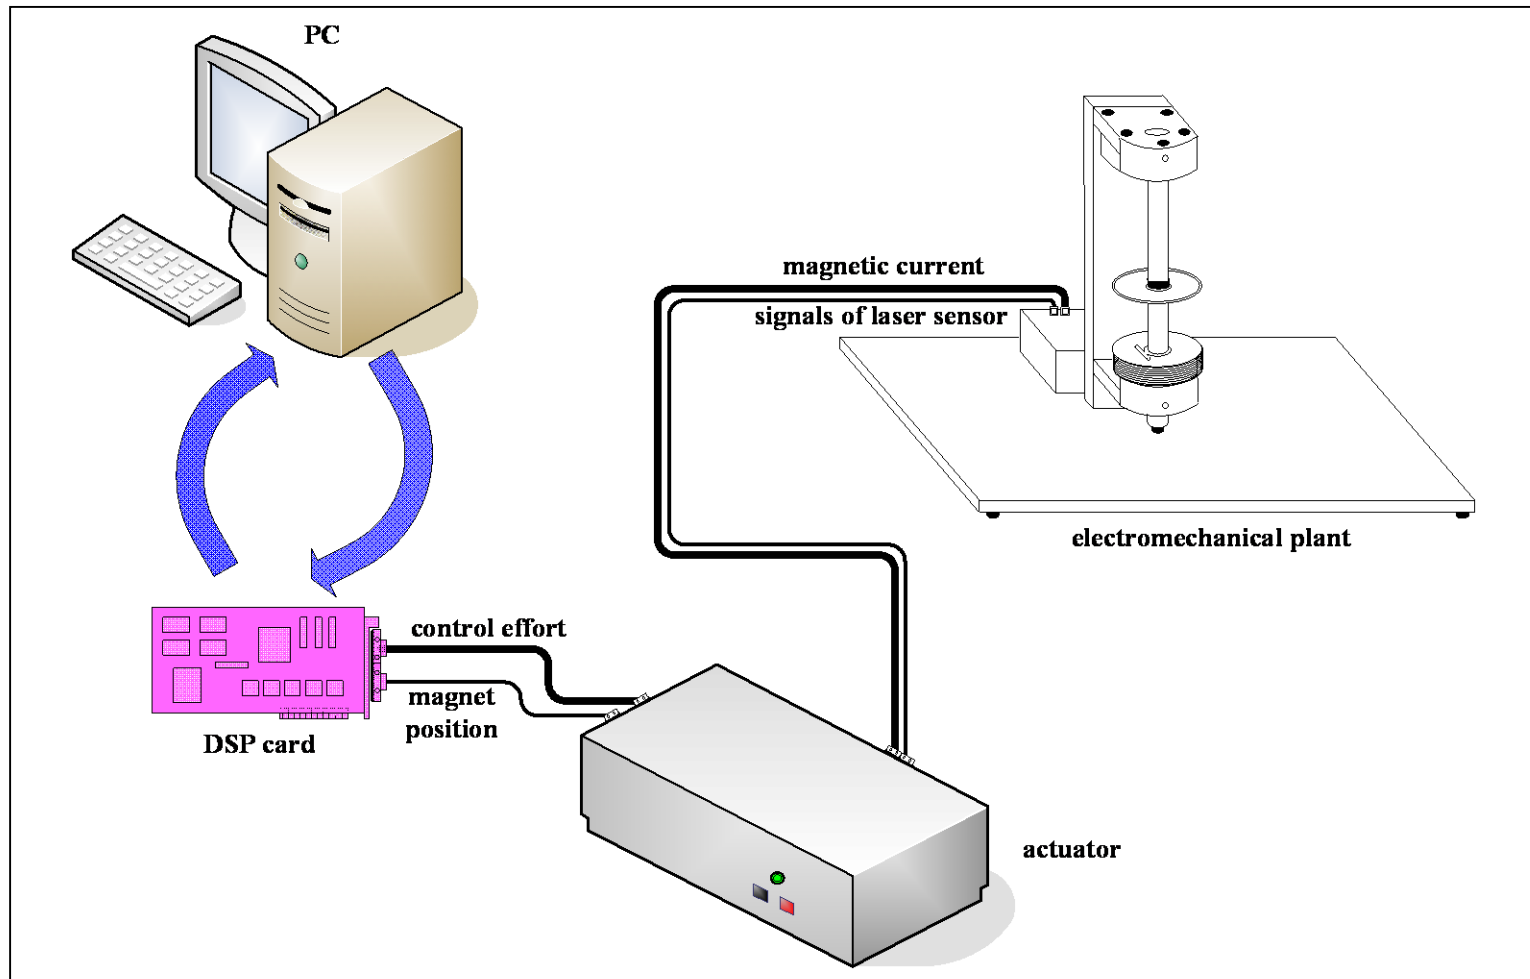 PC
magnetic current
signals of laser sensor
electromechanical plant
control effort
magnet
position
DSP card
actuator